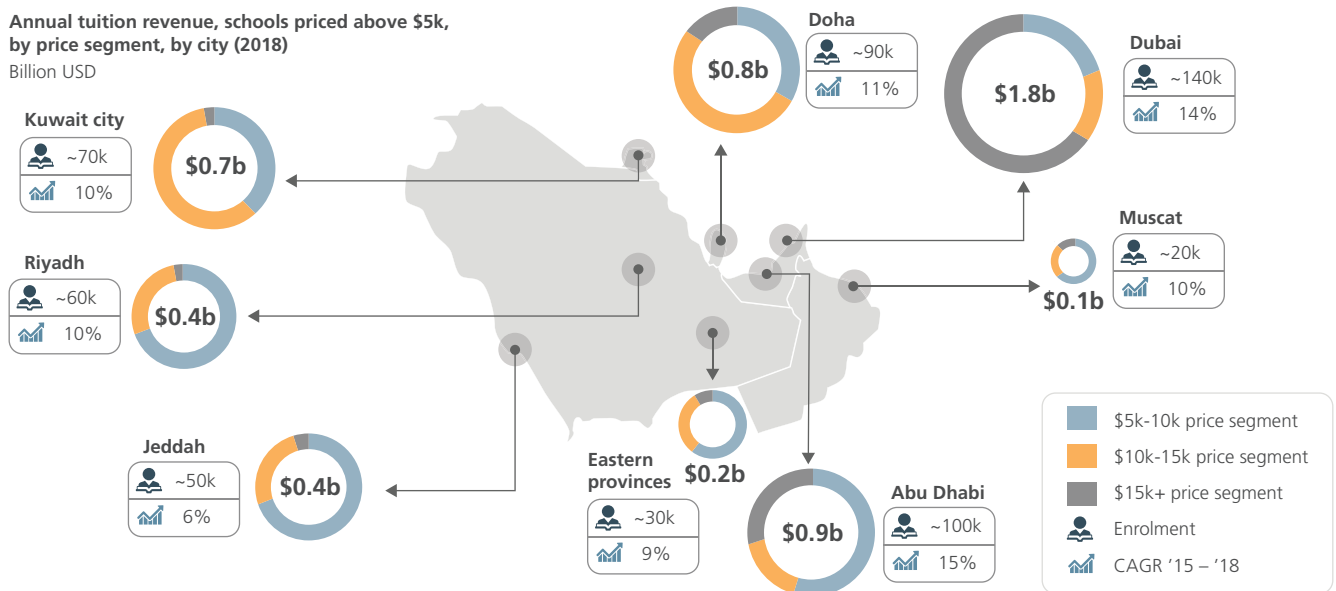 Annual tuition revenue, schools priced above $5k,
by price segment, by city (2018)
Billion USD
Kuwait city
~70k
10%
$0.7b
Riyadh
~60k
10%
$0.4b
Jeddah
~50k
6%
$0.4b
Doha
$0.8b
~90k
11%
Dubai
$1.8b
~140k
14%
Muscat
~20k
10%
$0.1b
Eastern
provinces
$0.2b
~30k
9%
Abu Dhabi
$0.9b
~100k
15%
$5k-10k price segment
$10k-15k price segment
$15k+ price segment
Enrolment
CAGR ’15 – ’18